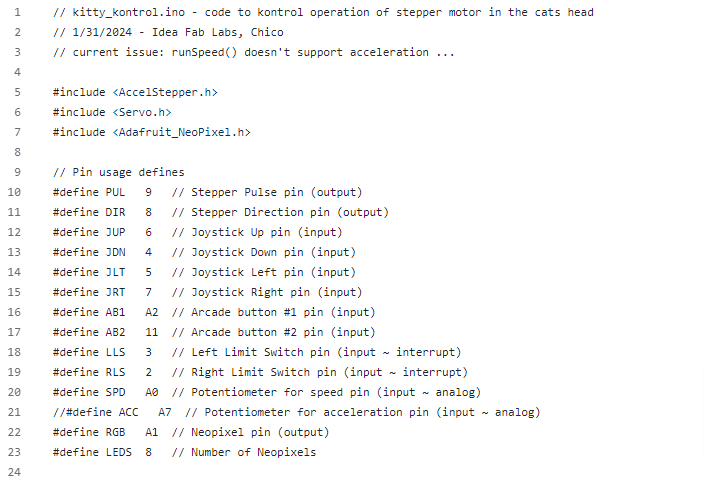 1 // kitty_kontrol.ino - code to kontrol operation of stepper motor in the cats head
2 // 1/31/2024 - Idea Fab Labs, Chico
3 // current issue: runSpeed() doesn't support acceleration ...
4
5 #include <AccelStepper.h>
6 #include <Servo.h>
7 #include <Adafruit_NeoPixel.h>
8
9 // Pin usage defines
10 #define PUL   9   // Stepper Pulse pin (output)
11 #define DIR   8   // Stepper Direction pin (output)
12 #define JUP   6   // Joystick Up pin (input)
13 #define JDN   4   // Joystick Down pin (input)
14 #define JLT   5   // Joystick Left pin (input)
15 #define JRT   7   // Joystick Right pin (input)
16 #define AB1   A2  // Arcade button #1 pin (input)
17 #define AB2   11  // Arcade button #2 pin (input)
18 #define LLS   3   // Left Limit Switch pin (input ~ interrupt)
19 #define RLS   2   // Right Limit Switch pin (input ~ interrupt)
20 #define SPD   A0  // Potentiometer for speed pin (input ~ analog)
21 //#define ACC   A7  // Potentiometer for acceleration pin (input ~ analog)
22 #define RGB   A1  // Neopixel pin (output)
23 #define LEDS  8   // Number of Neopixels
24